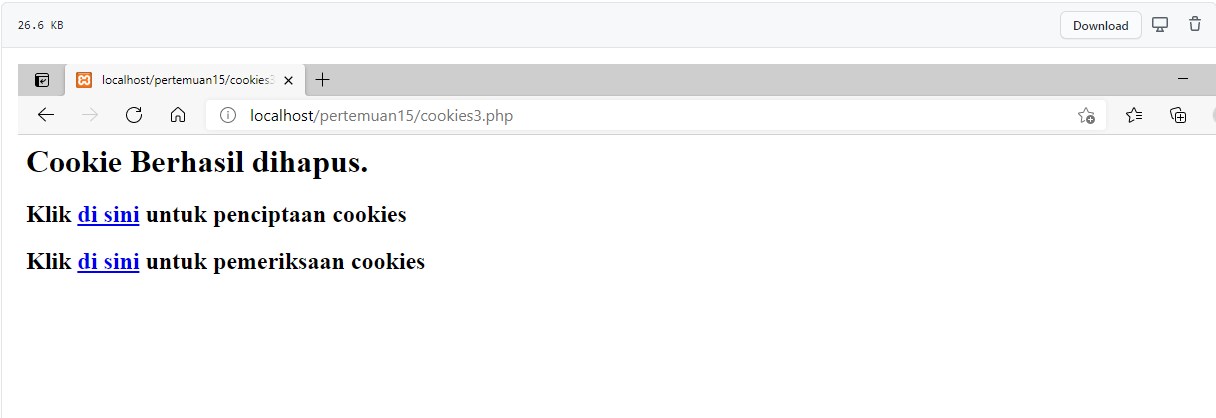 26.6 KB
Download
localhost/pertemuan15/cookies3
localhost/pertemuan15/cookies3.php
Cookie Berhasil dihapus.
Klik di sini untuk penciptaan cookies
Klik di sini untuk pemeriksaan cookies